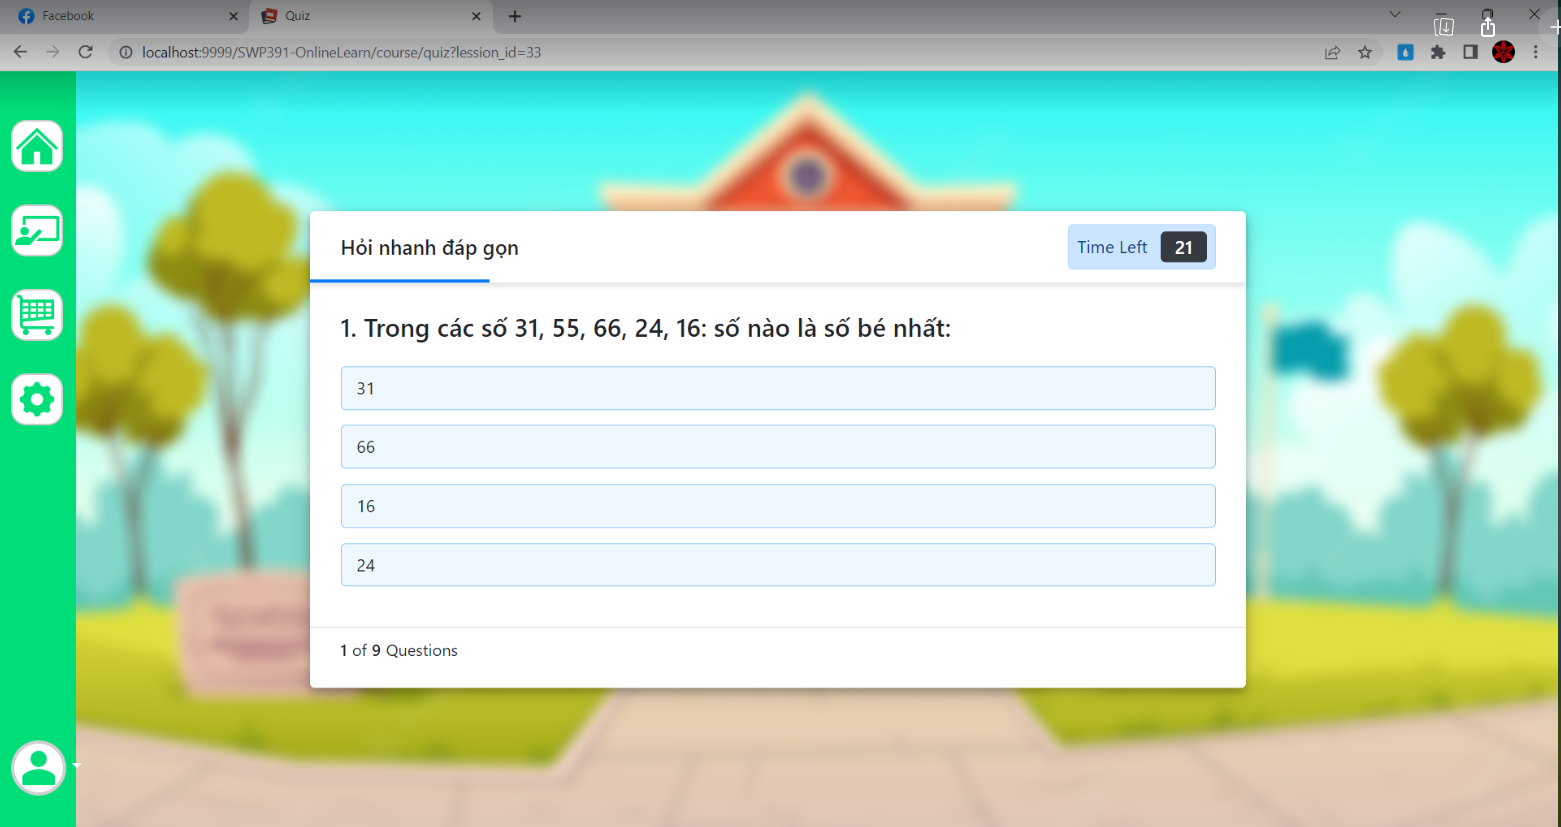 Facebook
Quiz
localhost:9999/SWP391-OnlineLearn/course/quiz?lession_id=33
Hỏi nhanh đáp gọn
Time Left 21
1. Trong các số 31, 55, 66, 24, 16: số nào là số bé nhất:
31
66
16
24
1 of 9 Questions